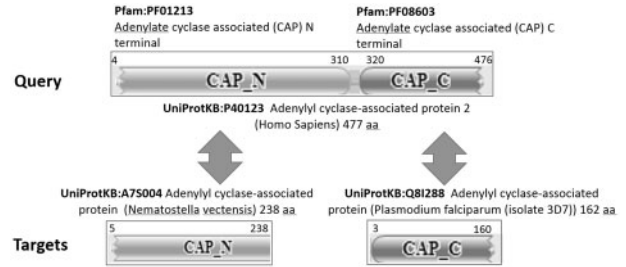 Pfam:PF01213
Adenylate cyclase associated (CAP) N
terminal
Pfam:PF08603
Adenylate cyclase associated (CAP) C
terminal
4 310 320 476
Query
CAP_N CAP_C
UniProtKB:P40123 Adenylyl cyclase-associated protein 2
(Homo Sapiens) 477 aa
UniProtKB:A7S004 Adenylyl cyclase-associated
protein (Nematostella vectensis) 238 aa
UniProtKB:Q8I288 Adenylyl cyclase-associated
protein (Plasmodium falciparum (isolate 3D7)) 162 aa
Targets
5 238
CAP_N
3 160
CAP_C